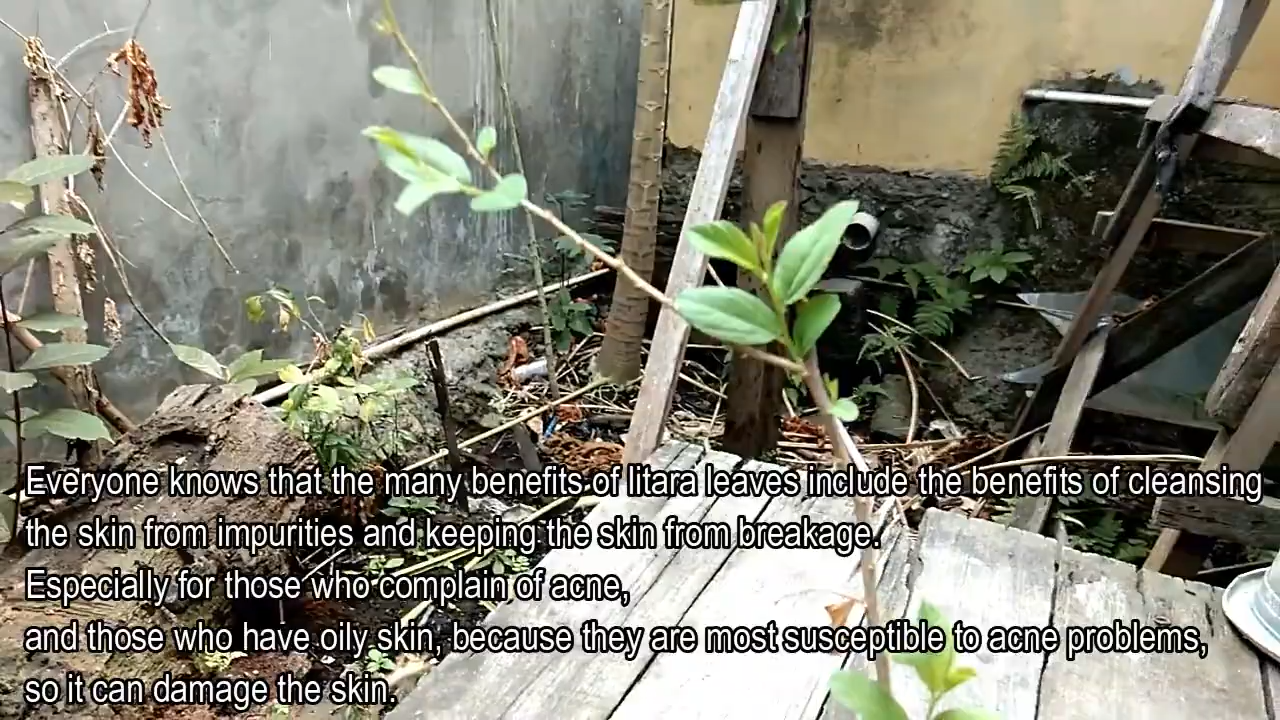 Everyone knows that the many benefits of litara leaves include the benefits of cleansing
the skin from impurities and keeping the skin from breakage.
Especially for those who complain of acne,
and those who have oily skin, because they are most susceptible to acne problems,
so it can damage the skin.